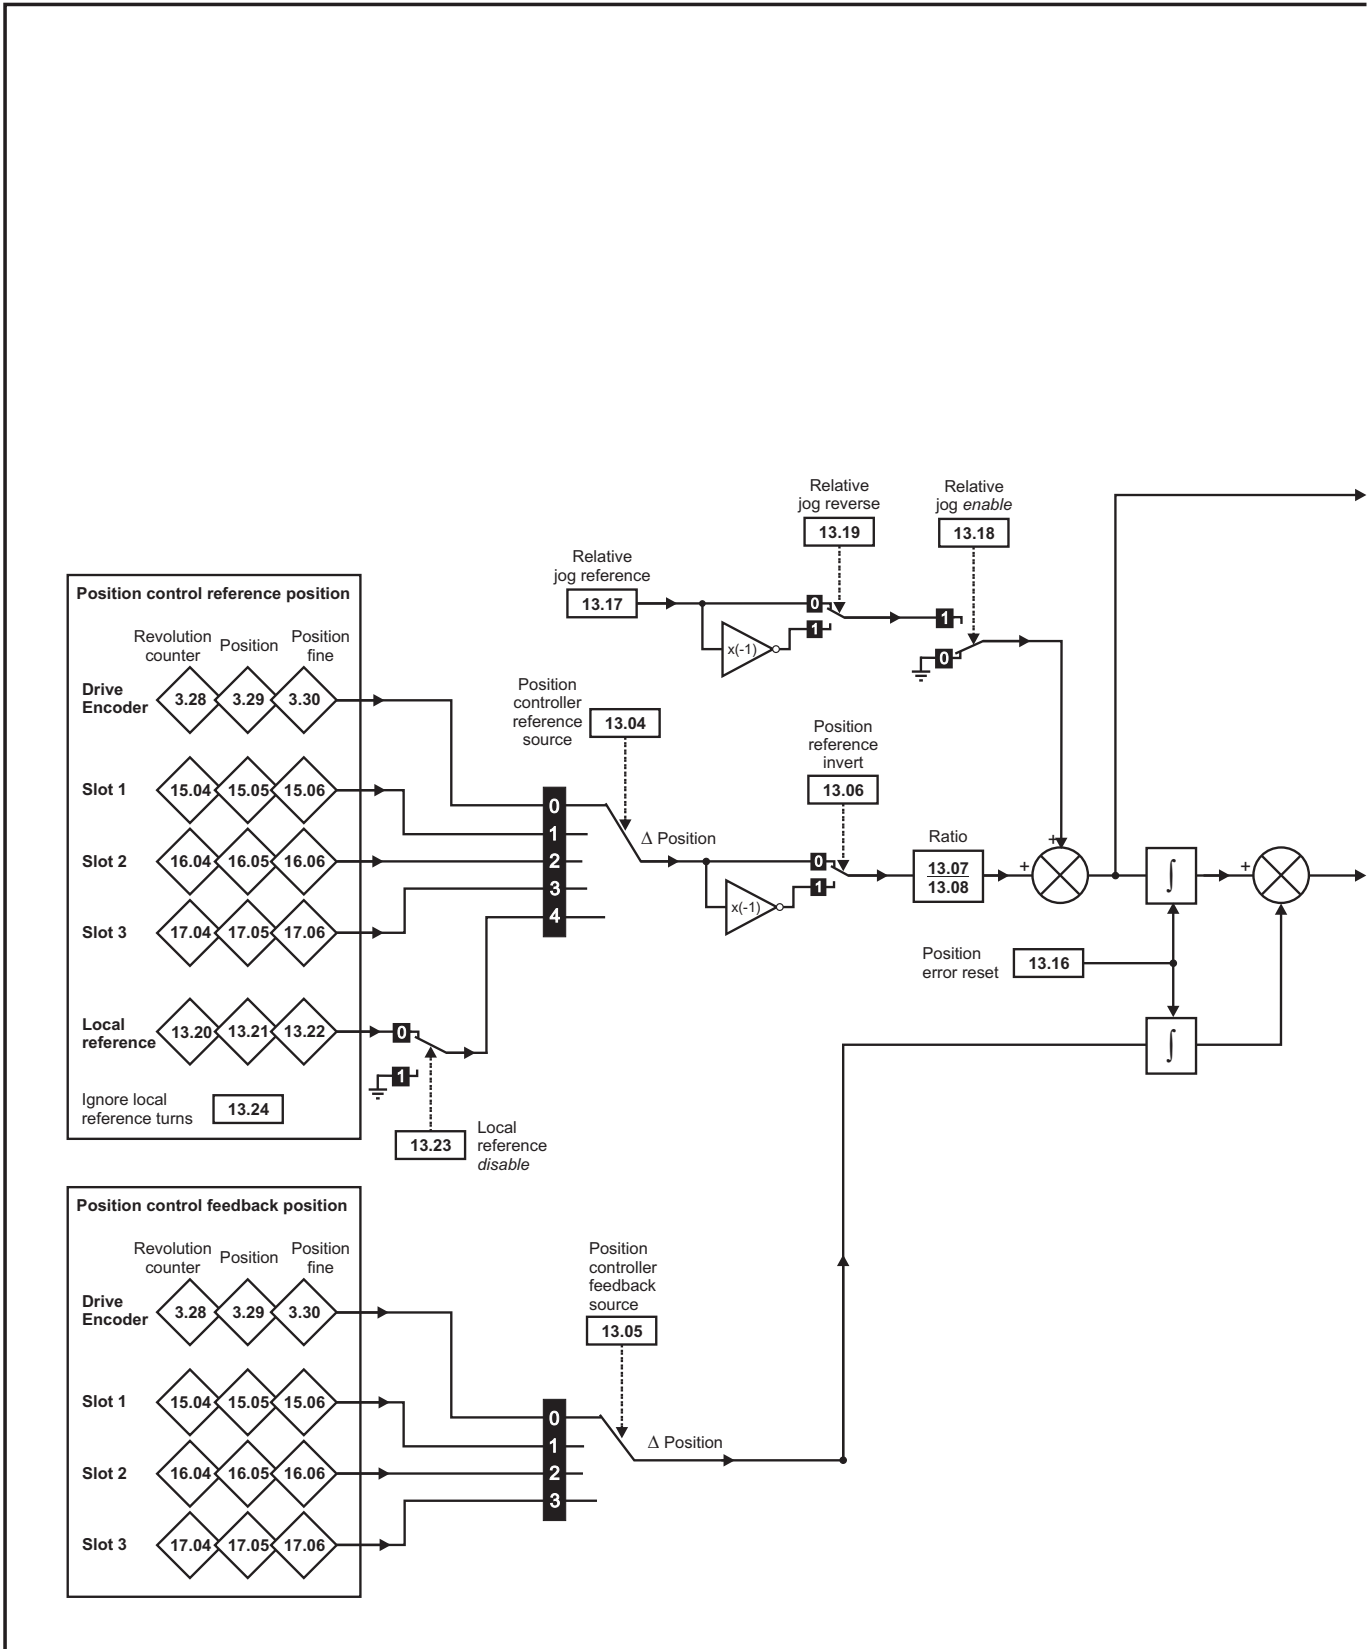 Relative
jog reverse
13.19
Relative
jog enable
13.18
Relative
jog reference
13.17
0
1
x(-1)
1
0
Position control reference position
Revolution
counter
Position
Position
fine
Drive
Encoder
3.28
3.29
3.30
Slot 1
15.04
15.05
15.06
Slot 2
16.04
16.05
16.06
Slot 3
17.04
17.05
17.06
Local
reference
13.20
13.21
13.22
Ignore local
reference turns
13.24
0
1
13.23
Local
reference
disable
Position
controller
reference
source
13.04
0
1
2
3
4
Δ Position
x(-1)
Position
reference
invert
13.06
0
1
Ratio
13.07
13.08
+
+
∫
+
Position
error reset
13.16
∫
Position control feedback position
Revolution
counter
Position
Position
fine
Drive
Encoder
3.28
3.29
3.30
Slot 1
15.04
15.05
15.06
Slot 2
16.04
16.05
16.06
Slot 3
17.04
17.05
17.06
Position
controller
feedback
source
13.05
0
1
2
3
Δ Position